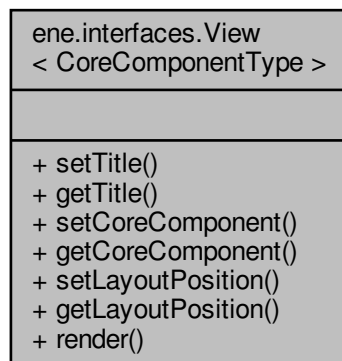 ene.interfaces.View
< CoreComponentType >
+ setTitle()
+ getTitle()
+ setCoreComponent()
+ getCoreComponent()
+ setLayoutPosition()
+ getLayoutPosition()
+ render()